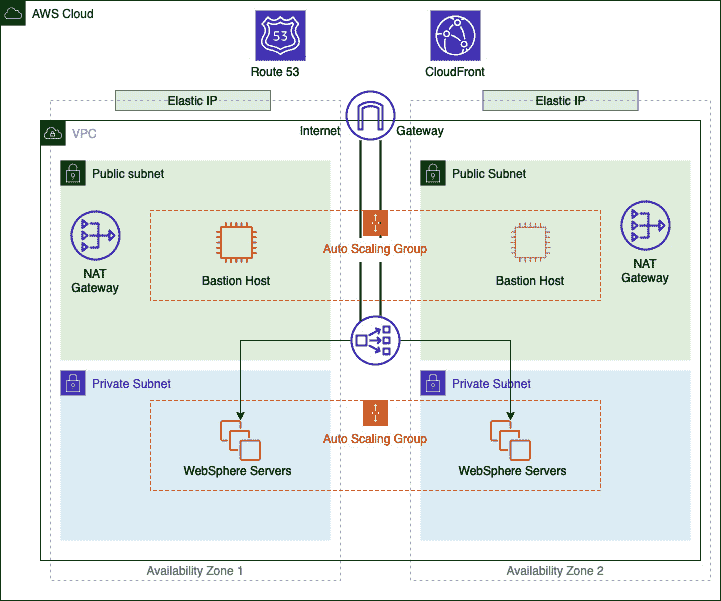 AWS Cloud
53
Route 53
CloudFront
Elastic IP
Elastic IP
Internet
Gateway
VPC
Public subnet
Public Subnet
NAT
Gateway
Bastion Host
Auto Scaling Group
Bastion Host
NAT
Gateway
Private Subnet
Private Subnet
Auto Scaling Group
WebSphere Servers
WebSphere Servers
Availability Zone 1
Availability Zone 2